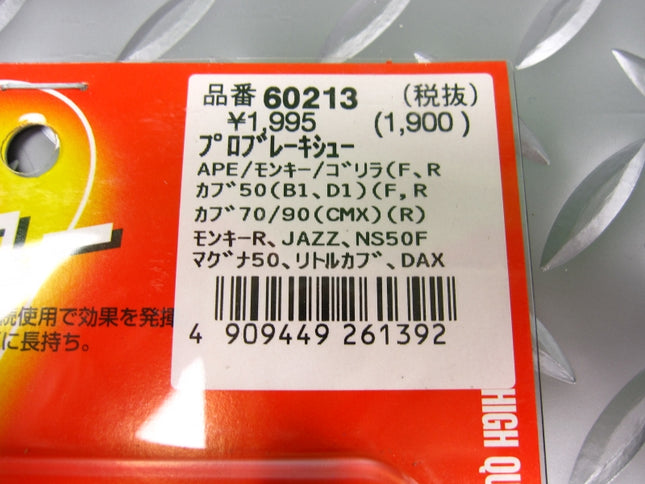 品番 60213 (税抜)
¥1,995 (1,900 )
ﾌﾟﾛﾌﾞﾚｰｷｼｭｰ
APE/ﾓﾝｷｰ/ｺﾞﾘﾗ(F､R
ｶﾌﾞ50(B1､D1)(F,R
ｶﾌﾞ70/90(CMX)(R)
ﾓﾝｷｰR､JAZZ､NS50F
ﾏｸﾞﾅ50､ﾘﾄﾙｶﾌﾞ､DAX
4 909449 261392
続使用で効果を発揮
に長持ち。
HIGH QU